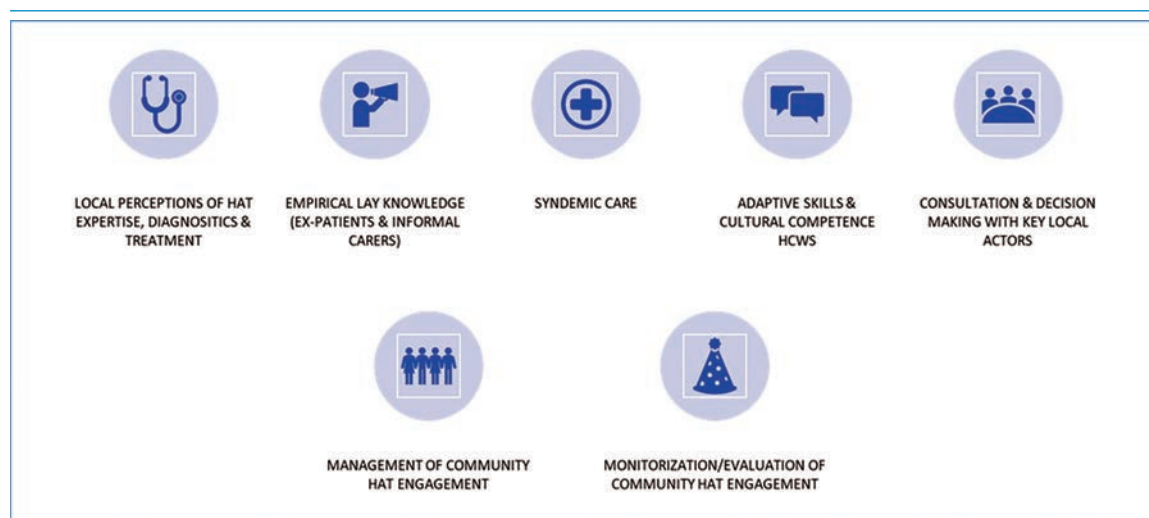 LOCAL PERCEPTIONS OF HAT
EXPERTISE, DIAGNOSITICS &
TREATMENT
EMPIRICAL LAY KNOWLEDGE
(EX-PATIENTS & INFORMAL
CARERS)
SYNDEMIC CARE
ADAPTIVE SKILLS &
CULTURAL COMPETENCE
HCWS
CONSULTATION & DECISION
MAKING WITH KEY LOCAL
ACTORS
MANAGEMENT OF COMMUNITY
HAT ENGAGEMENT
MONITORIZATION/EVALUATION OF
COMMUNITY HAT ENGAGEMENT